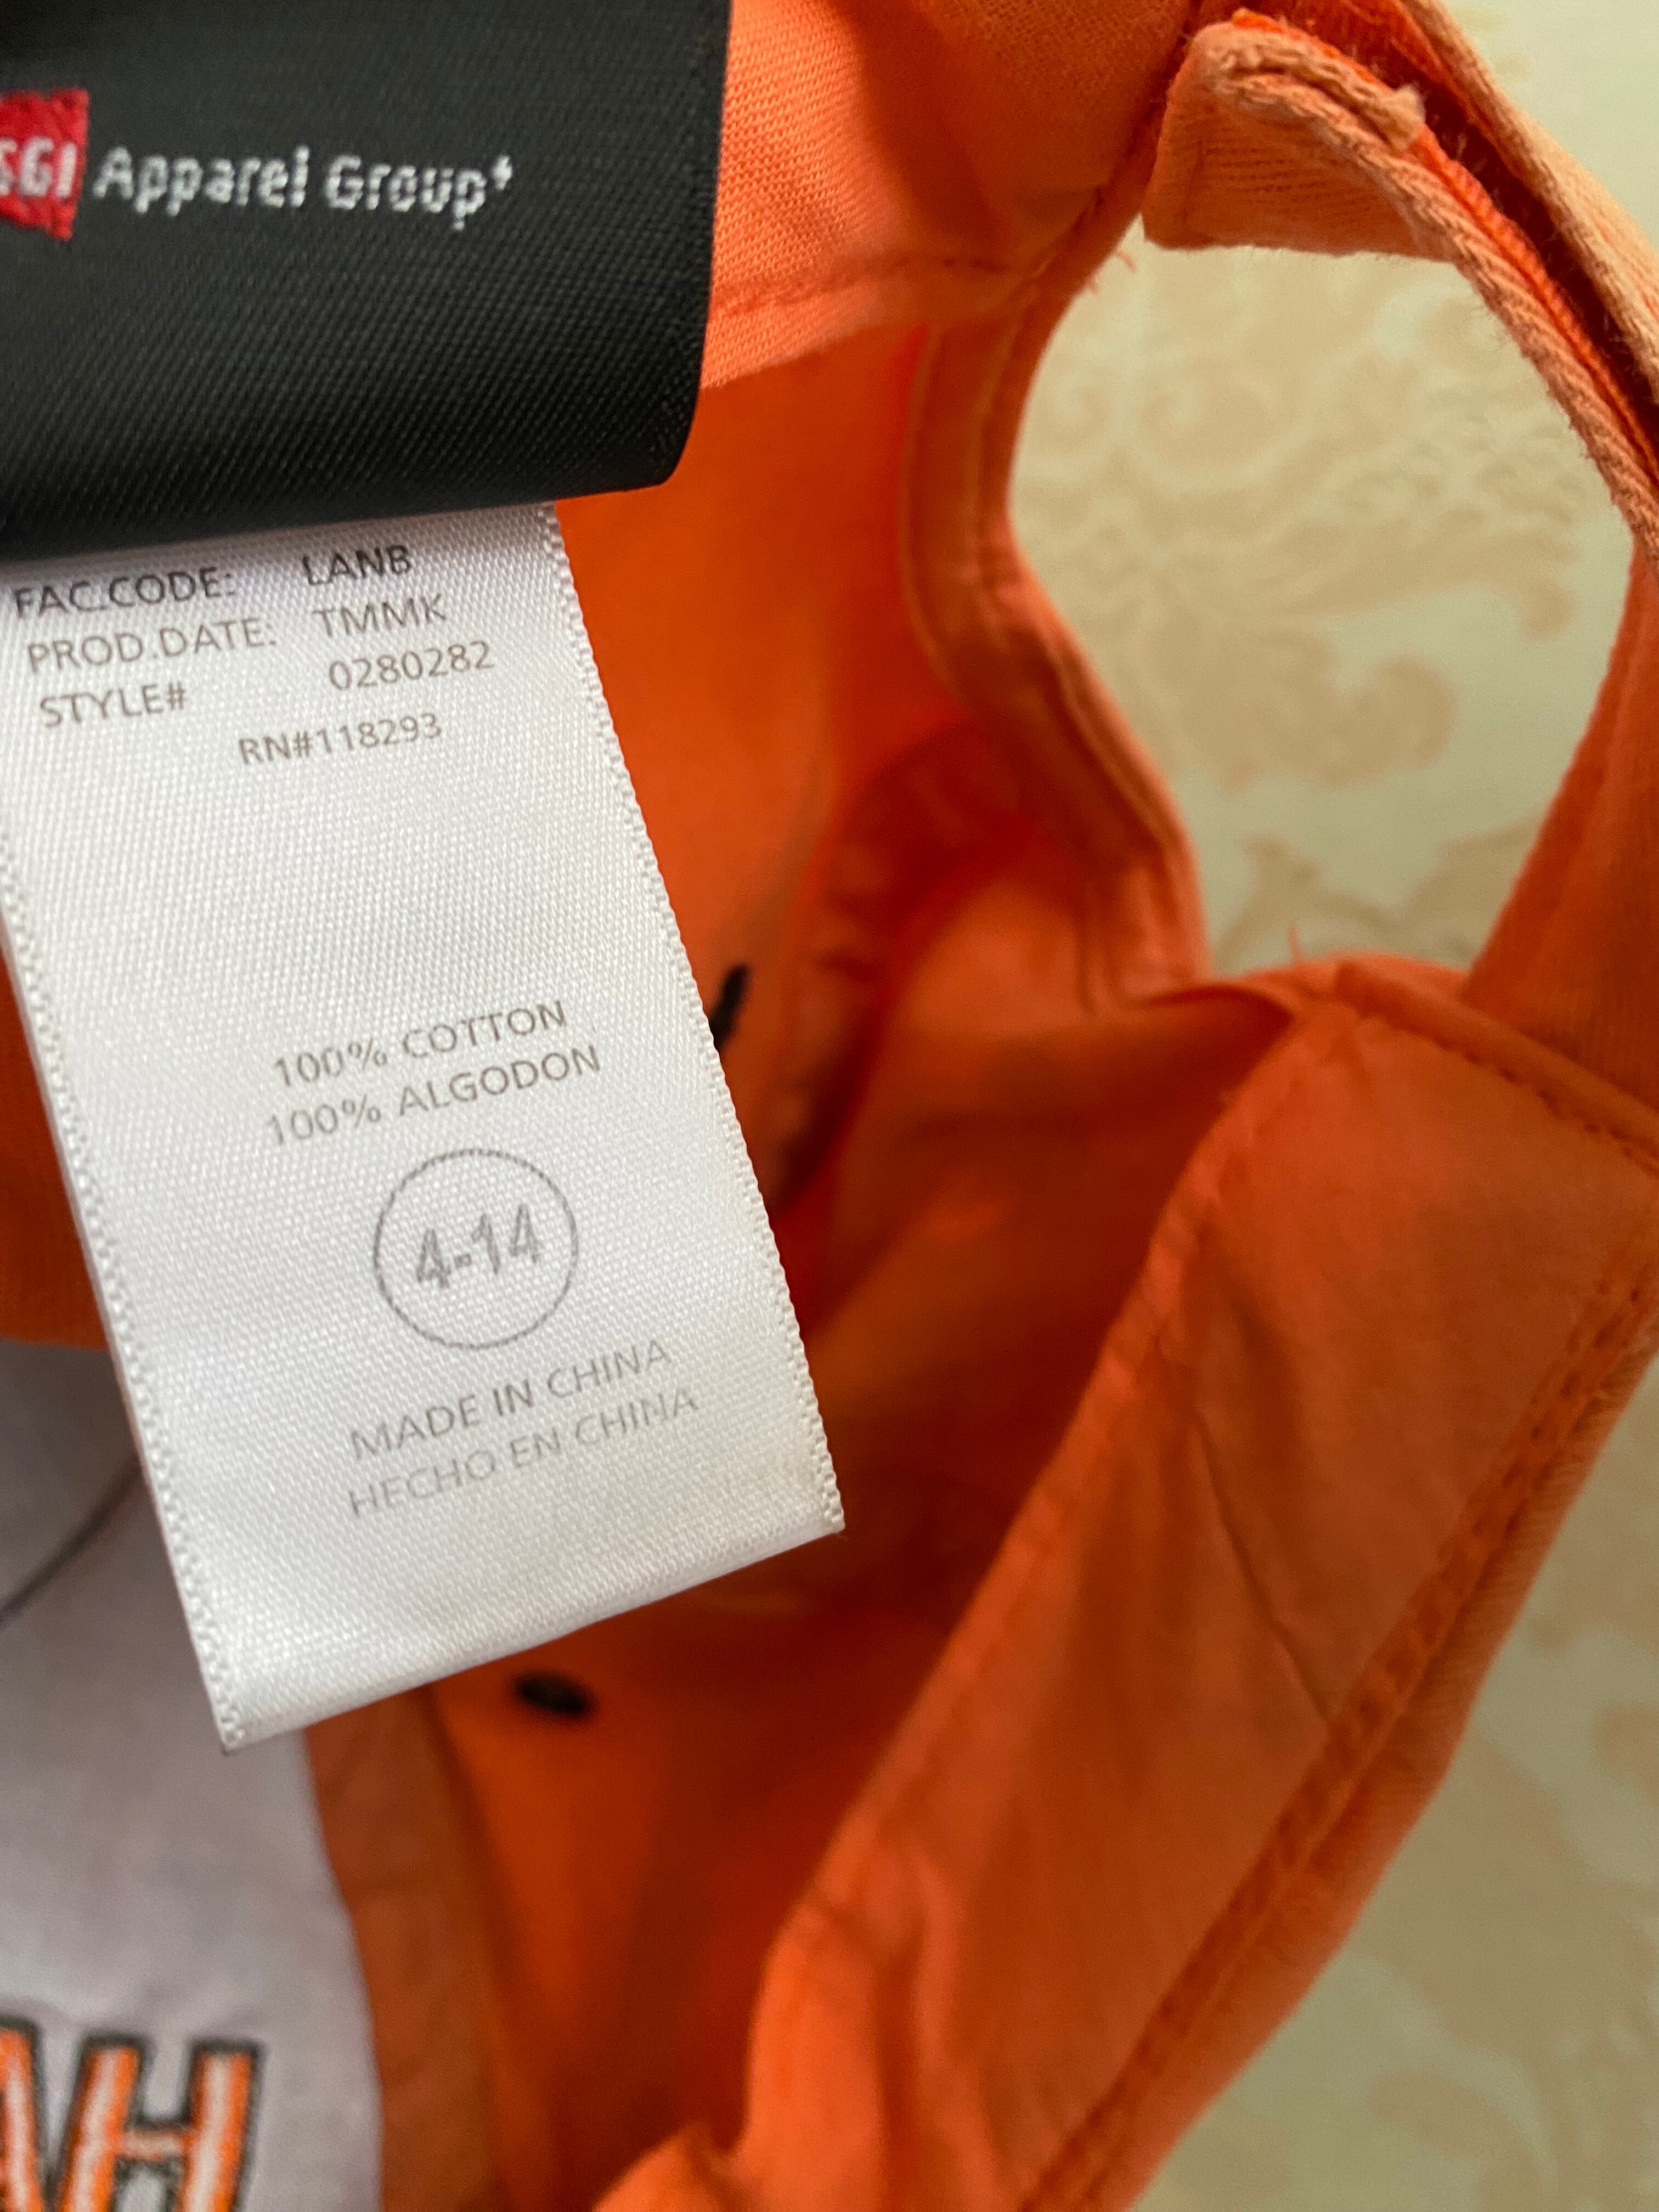 SGI Apparel Group+
FAC.CODE: LANB
PROD.DATE: TMMK
STYLE# 0280282
RN#118293
100% COTTON
100% ALGODON
4-14
MADE IN CHINA
HECHO EN CHINA
AH